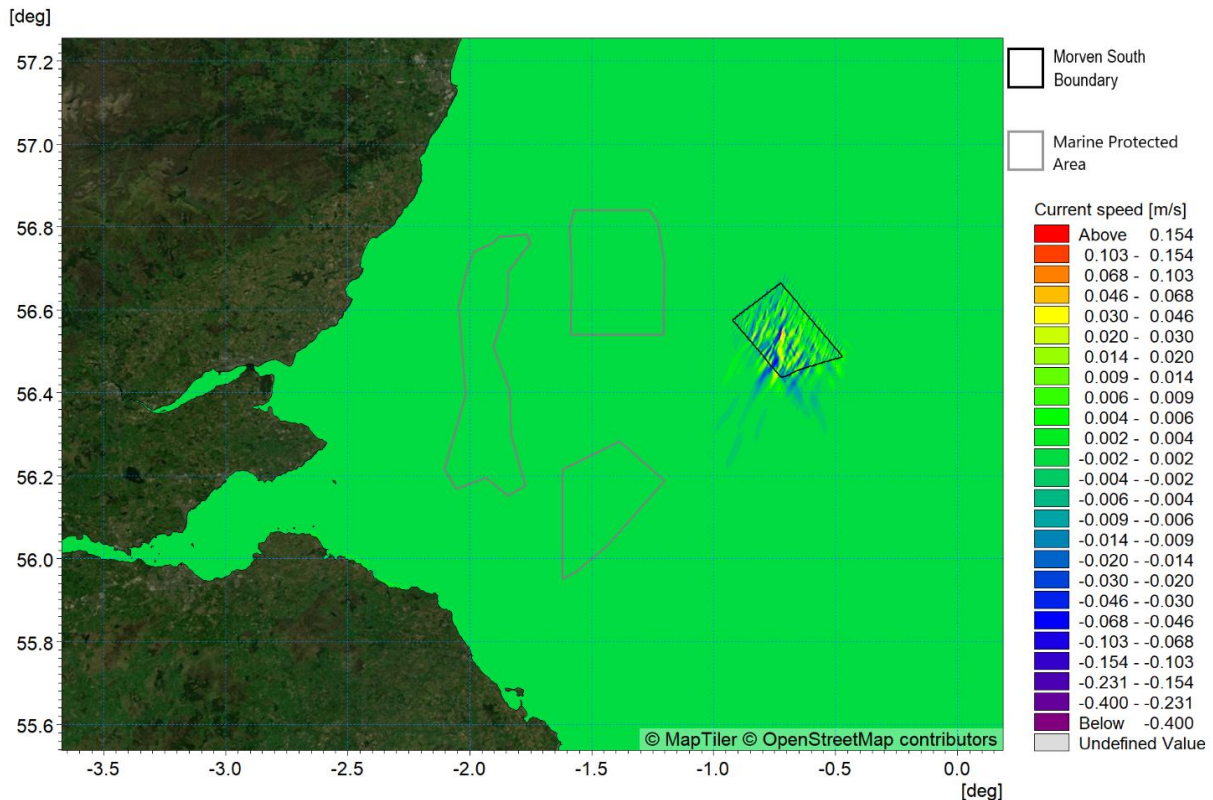 [deg]
57.2
57.0
56.8
56.6
56.4
56.2
56.0
55.8
55.6
-3.5 -3.0 -2.5 -2.0 -1.5 -1.0 -0.5 0.0
[deg]
© MapTiler © OpenStreetMap contributors
Morven South
Boundary
Marine Protected
Area
Current speed [m/s]
Above 0.154
0.103 - 0.154
0.068 - 0.103
0.046 - 0.068
0.030 - 0.046
0.020 - 0.030
0.014 - 0.020
0.009 - 0.014
0.006 - 0.009
0.004 - 0.006
0.002 - 0.004
-0.002 - 0.002
-0.004 - -0.002
-0.006 - -0.004
-0.009 - -0.006
-0.014 - -0.009
-0.020 - -0.014
-0.030 - -0.020
-0.046 - -0.030
-0.068 - -0.046
-0.103 - -0.068
-0.154 - -0.103
-0.231 - -0.154
-0.400 - -0.231
Below -0.400
Undefined Value